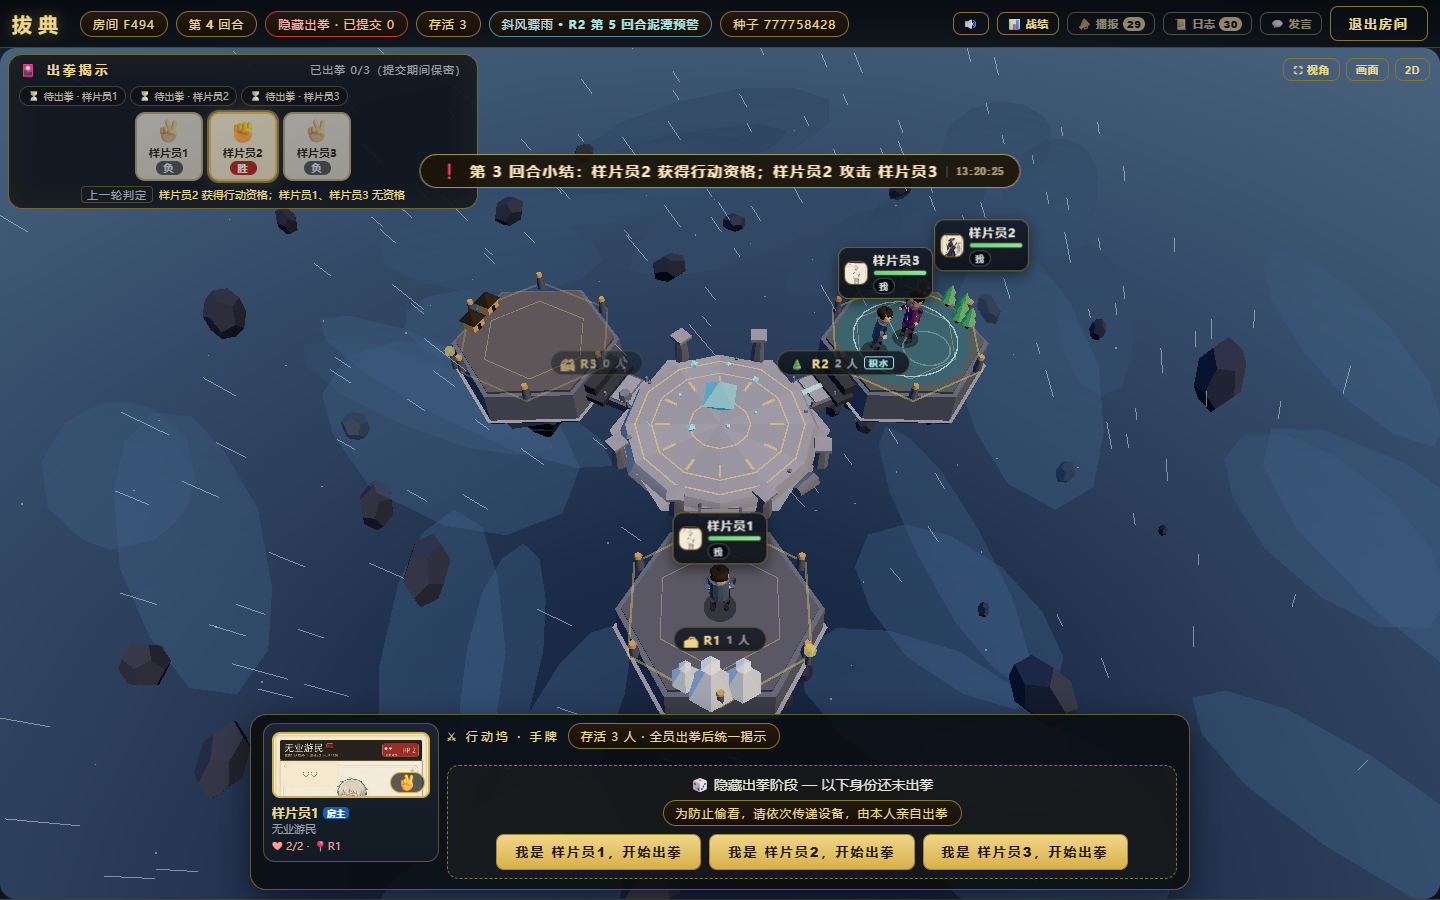 拔典 房间 F494 第 4 回合 隐藏出拳 · 已提交 0 存活 3 斜风骤雨 • R2 第 5 回合泥潭预警 种子 777758428 战绩 播报 29 日志 30 发言 退出房间
出拳揭示 已出拳 0/3（提交期间保密）
待出拳 · 样片员1 待出拳 · 样片员2 待出拳 · 样片员3
样片员1 样片员2 样片员3
负 胜 负
上一轮判定 样片员2 获得行动资格；样片员1、样片员3 无资格
视角 画面 2D
第 3 回合小结：样片员2 获得行动资格；样片员2 攻击 样片员3 13:20:25
样片员2
我
样片员3
我
R3 0 人
R2 2 人 积水
样片员1
我
R1 1 人
无业游民
HP 2
样片员1 房主
无业游民
2/2 · R1
行动坞 · 手牌 存活 3 人 · 全员出拳后统一揭示
隐藏出拳阶段 — 以下身份还未出拳
为防止偷看，请依次传递设备，由本人亲自出拳
我是 样片员1，开始出拳 我是 样片员2，开始出拳 我是 样片员3，开始出拳